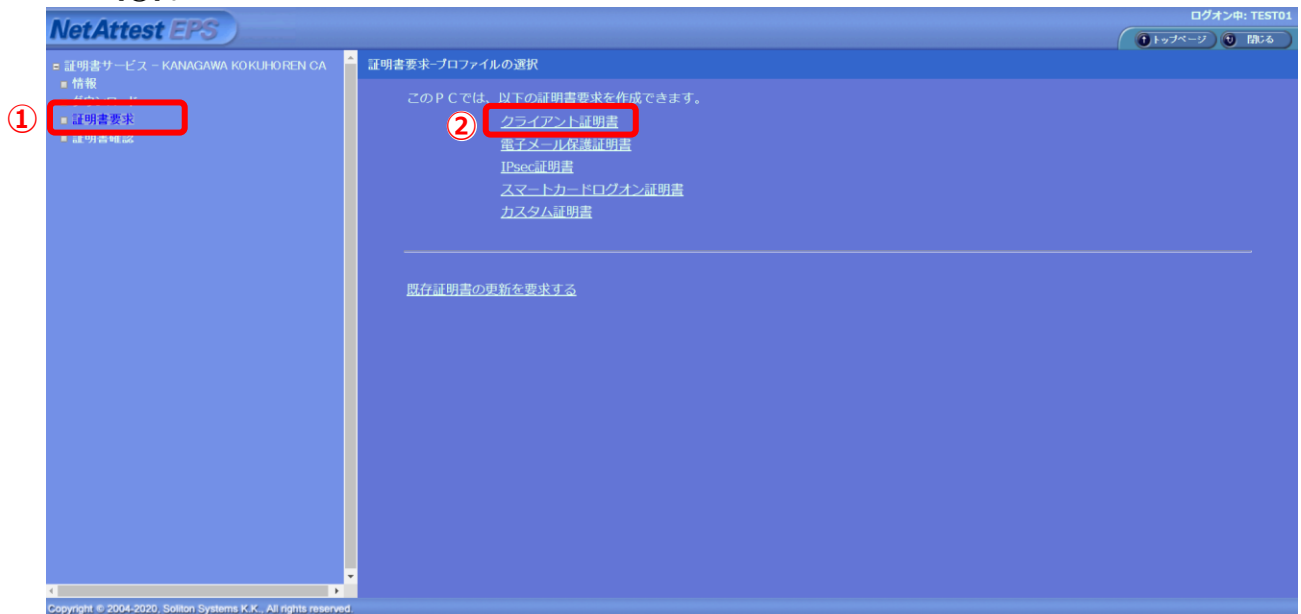 NetAttest EPS
ログオン中: TEST01
トップページ 閉じる
証明書サービス - KANAGAWA KOKUHOREN CA
情報
① 証明書要求
証明書確認
証明書要求-プロファイルの選択
このPCでは、以下の証明書要求を作成できます。
② クライアント証明書
電子メール保護証明書
IPsec証明書
スマートカードログオン証明書
カスタム証明書
既存証明書の更新を要求する
Copyright © 2004-2020, Soliton Systems K.K., All rights reserved.